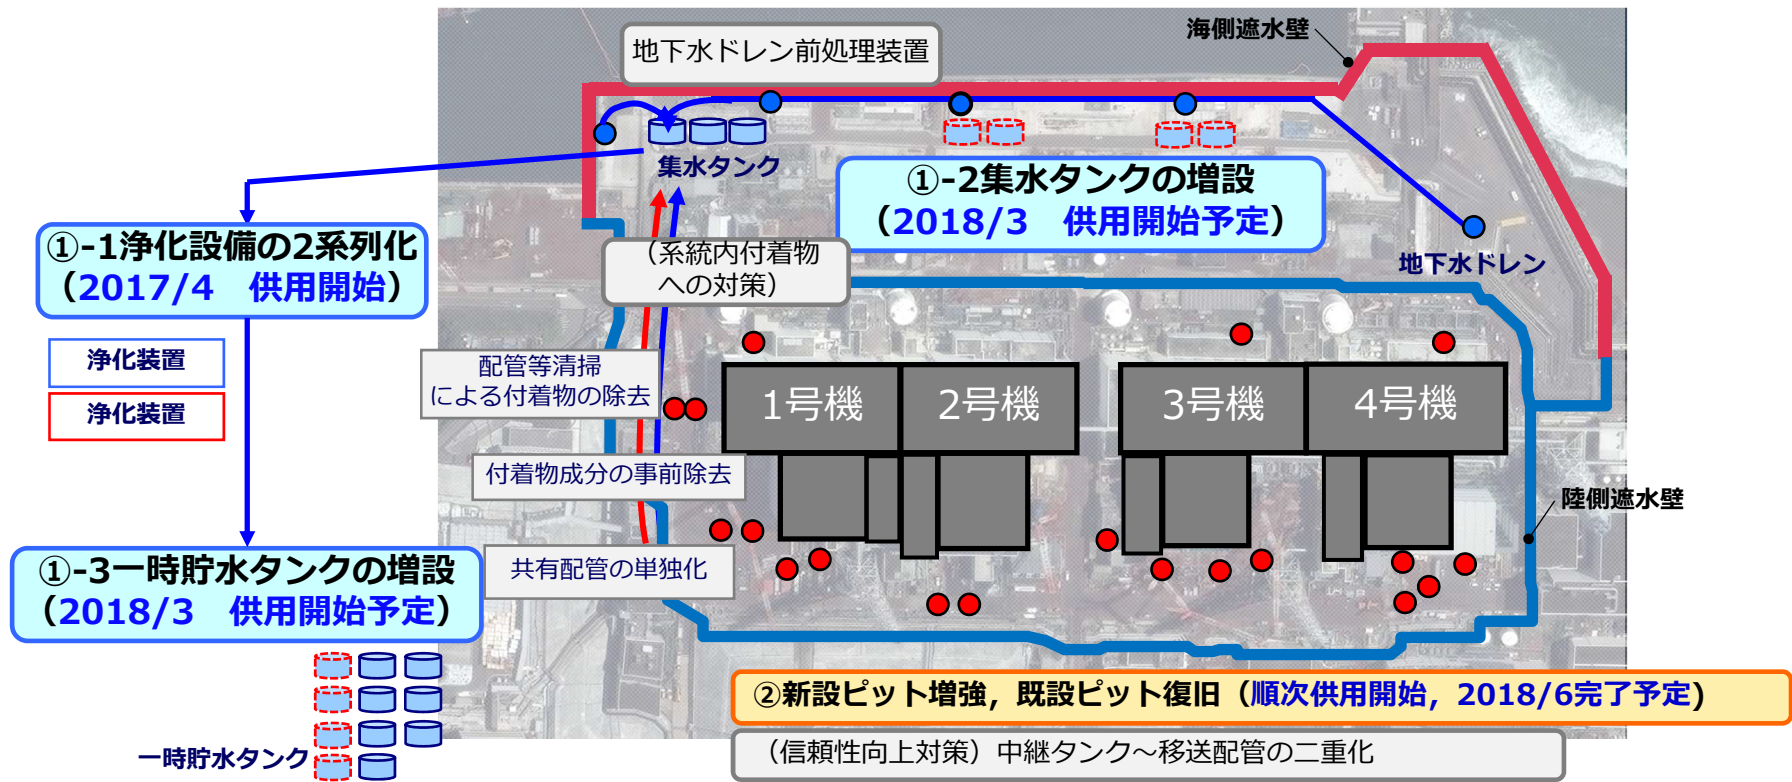 地下水ドレン前処理装置
海側遮水壁
集水タンク
①-2集水タンクの増設
（2018/3　供用開始予定）
①-1浄化設備の2系列化
（2017/4　供用開始）
（系統内付着物
への対策）
地下水ドレン
浄化装置
浄化装置
配管等清掃
による付着物の除去
1号機
2号機
3号機
4号機
付着物成分の事前除去
陸側遮水壁
①-3一時貯水タンクの増設
（2018/3　供用開始予定）
共有配管の単独化
②新設ピット増強，既設ピット復旧（順次供用開始，2018/6完了予定)
（信頼性向上対策）中継タンク～移送配管の二重化
一時貯水タンク